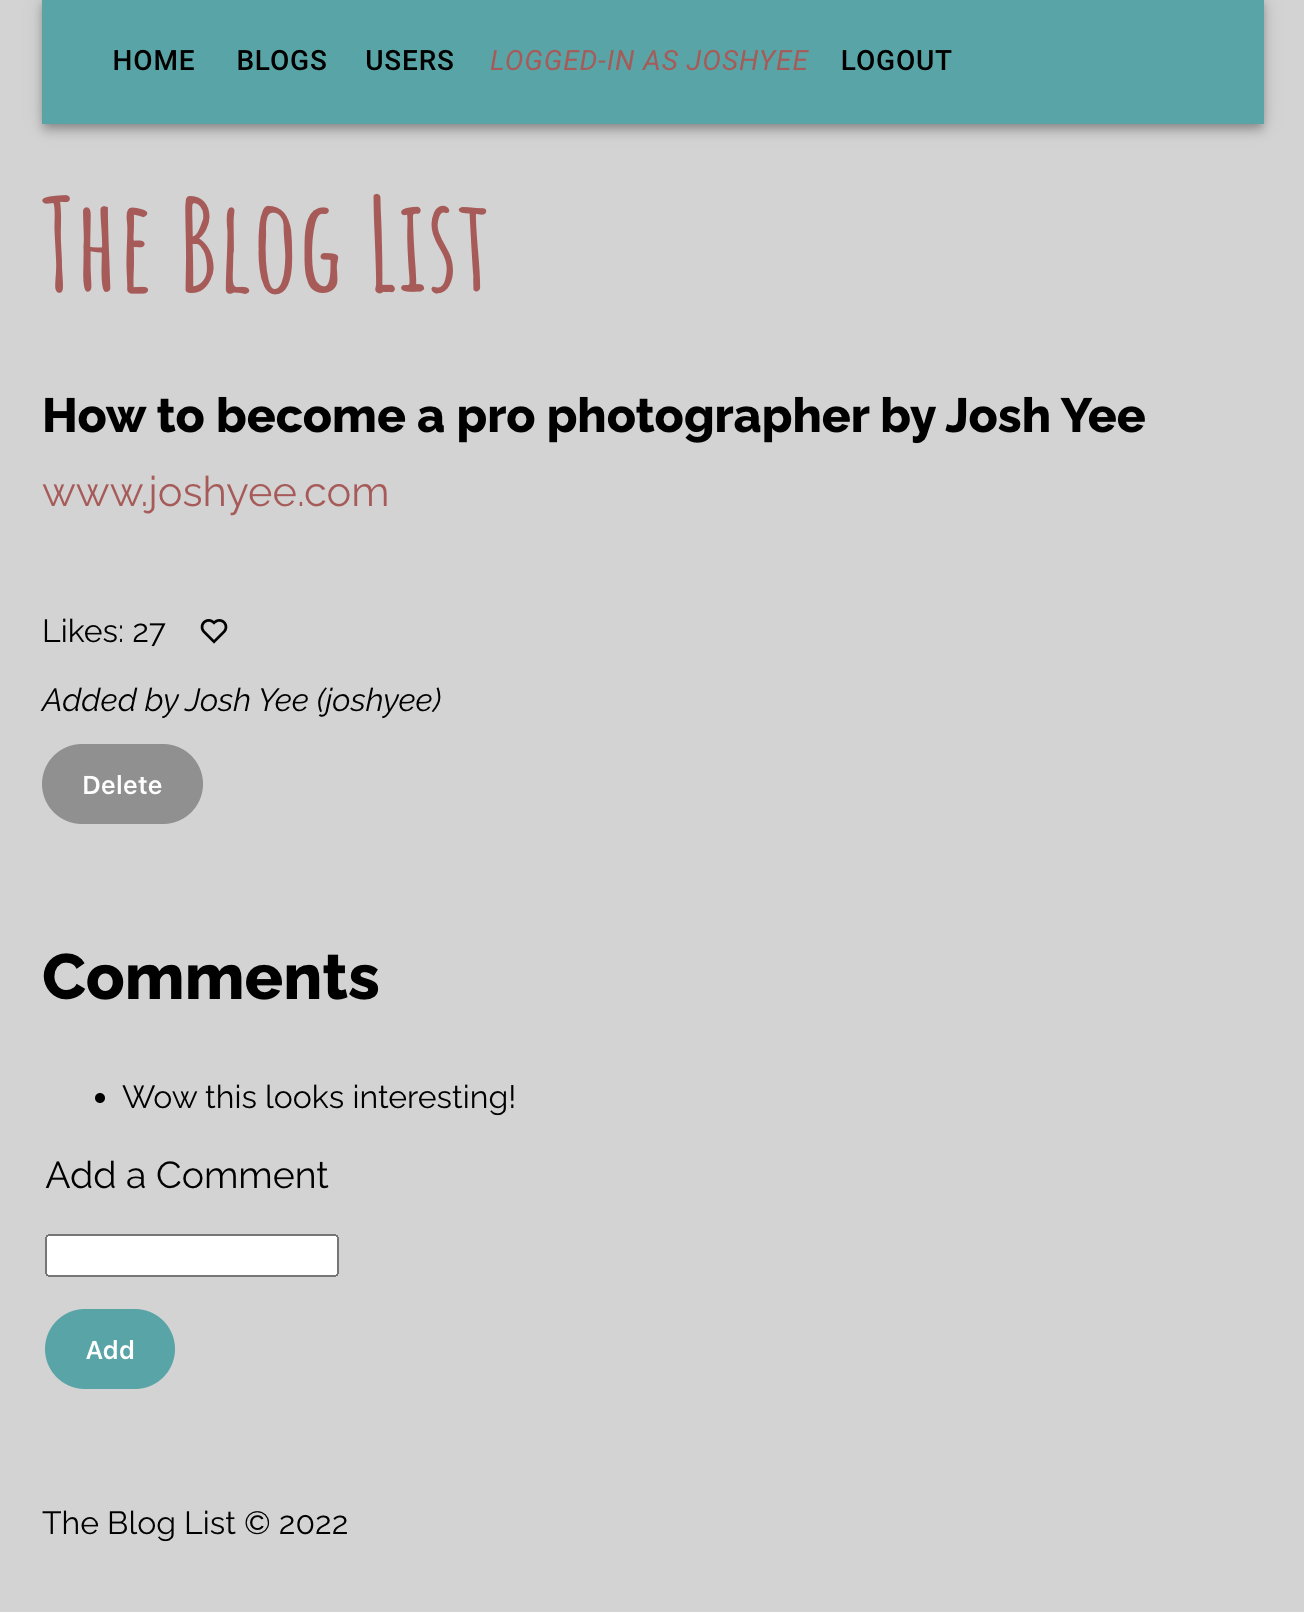 HOME BLOGS USERS LOGGED-IN AS JOSHYEE LOGOUT
The Blog List
How to become a pro photographer by Josh Yee
www.joshyee.com
Likes: 27
Added by Josh Yee (joshyee)
Delete
Comments
• Wow this looks interesting!
Add a Comment
Add
The Blog List © 2022